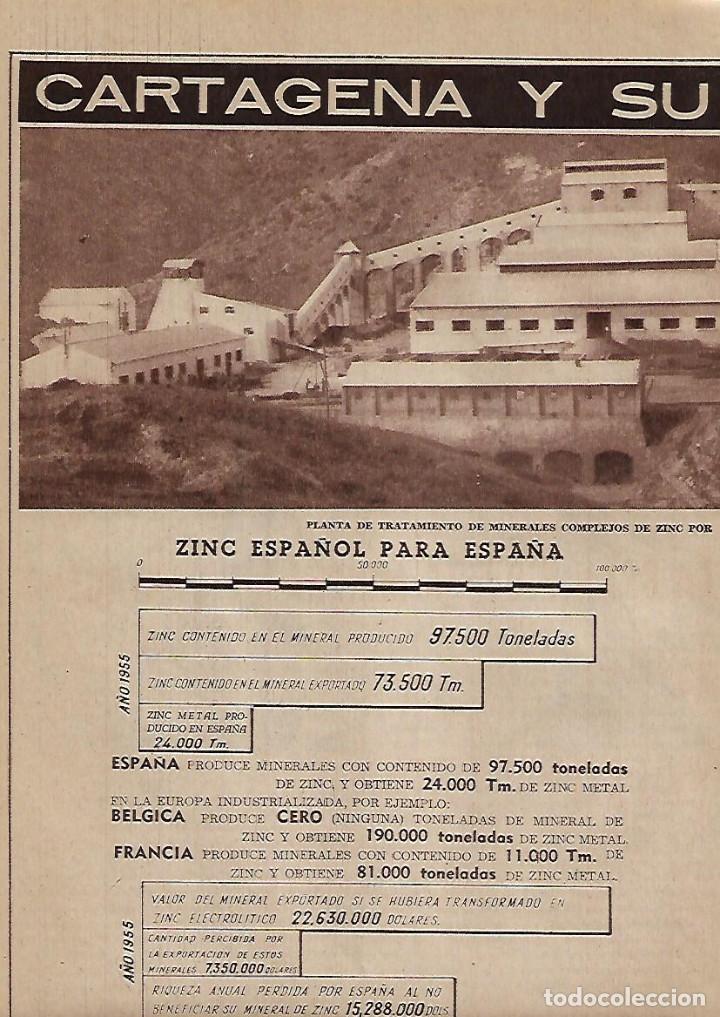 CARTAGENA Y SU
PLANTA DE TRATAMIENTO DE MINERALES COMPLEJOS DE ZINC POR
ZINC ESPAÑOL PARA ESPAÑA
0 50.000 100.000 T.
AÑO 1955
ZINC CONTENIDO EN EL MINERAL PRODUCIDO 97.500 Toneladas
ZINC CONTENIDO EN EL MINERAL EXPORTADO 73.500 Tm.
ZINC METAL PRO-
DUCIDO EN ESPAÑA
24.000 Tm.
ESPAÑA PRODUCE MINERALES CON CONTENIDO DE 97.500 toneladas
DE ZINC, Y OBTIENE 24.000 Tm. DE ZINC METAL
EN LA EUROPA INDUSTRIALIZADA, POR EJEMPLO:
BELGICA PRODUCE CERO (NINGUNA) TONELADAS DE MINERAL DE
ZINC Y OBTIENE 190.000 toneladas DE ZINC METAL.
FRANCIA PRODUCE MINERALES CON CONTENIDO DE 11.000 Tm. DE
ZINC Y OBTIENE 81.000 toneladas DE ZINC METAL.
AÑO 1955
VALOR DEL MINERAL EXPORTADO SI SE HUBIERA TRANSFORMADO EN
ZINC ELECTROLITICO 22,630.000 DOLARES.
CANTIDAD PERCIBIDA POR
LA EXPORTACION DE ESTOS
MINERALES 7,350.000 DOLARES
RIQUEZA ANUAL PERDIDA POR ESPAÑA AL NO
BENEFICIAR SU MINERAL DE ZINC 15,288.000 DOLS
todocoleccion